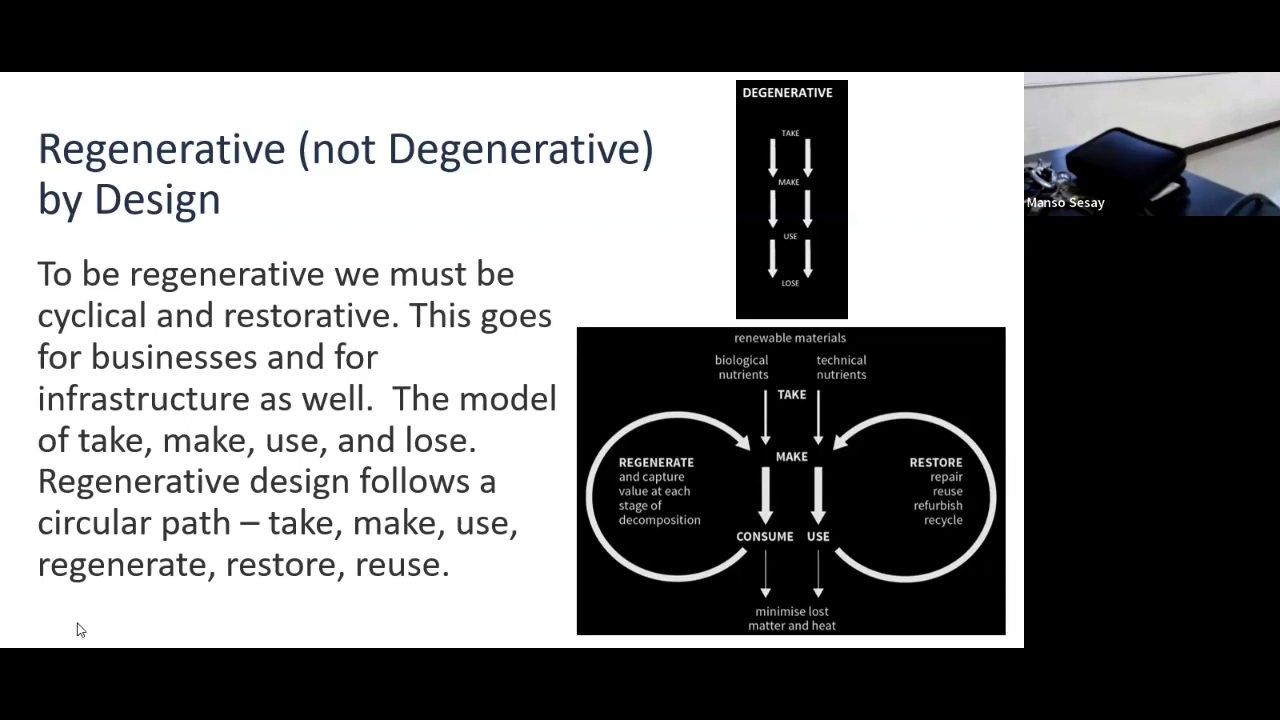 Regenerative (not Degenerative)
by Design
To be regenerative we must be
cyclical and restorative. This goes
for businesses and for
infrastructure as well.  The model
of take, make, use, and lose.
Regenerative design follows a
circular path – take, make, use,
regenerate, restore, reuse.
DEGENERATIVE
TAKE
MAKE
USE
LOSE
renewable materials
biological
nutrients
technical
nutrients
TAKE
MAKE
REGENERATE
and capture
value at each
stage of
decomposition
RESTORE
repair
reuse
refurbish
recycle
CONSUME USE
minimise lost
matter and heat
Manso Sesay